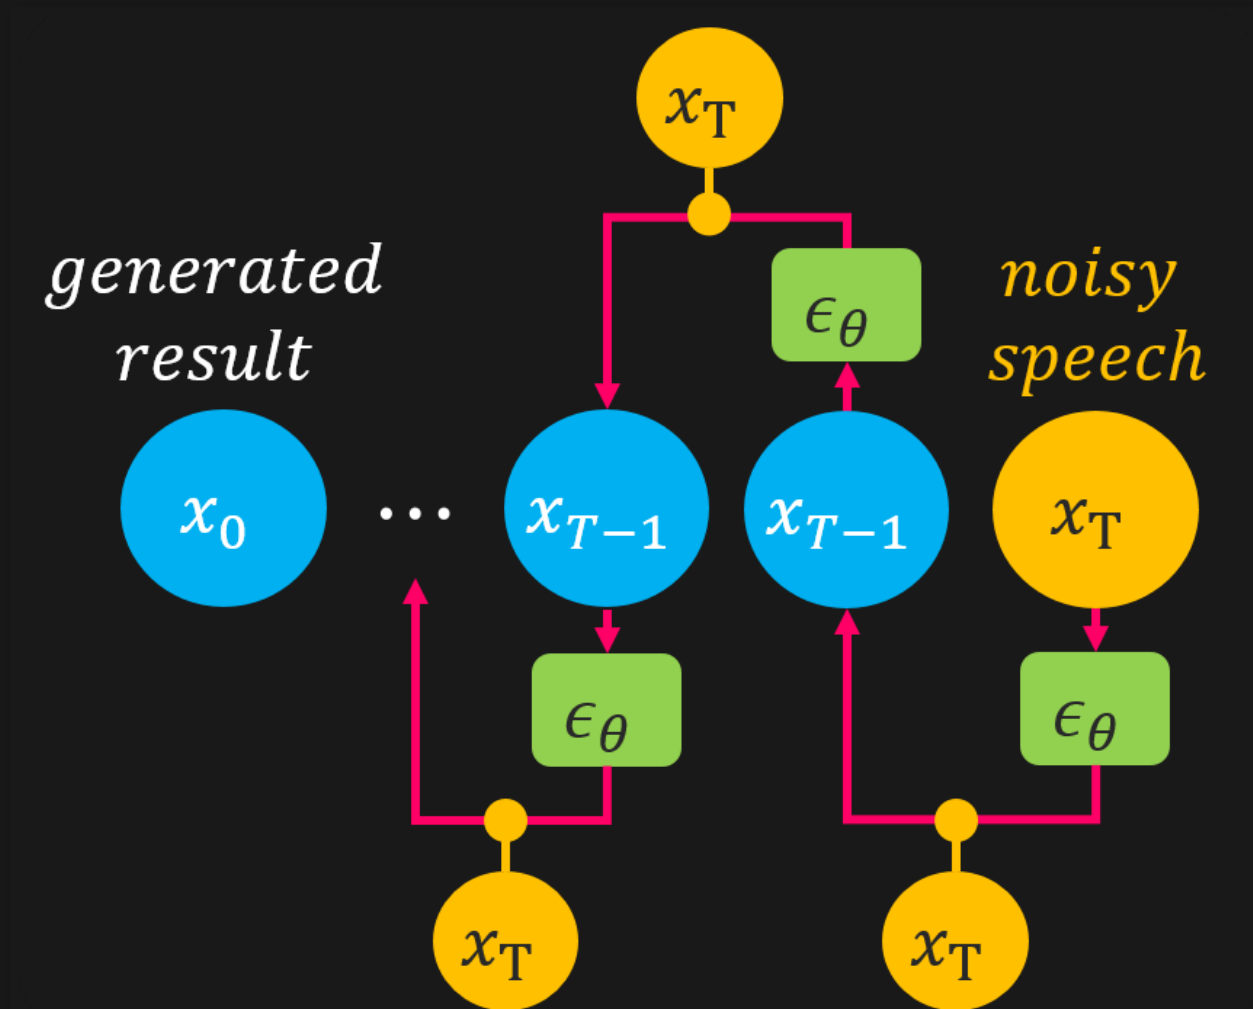 x_T
generated
result
ϵ_θ
noisy
speech
x_0
...
x_{T-1}
x_{T-1}
x_T
ϵ_θ
ϵ_θ
x_T
x_T